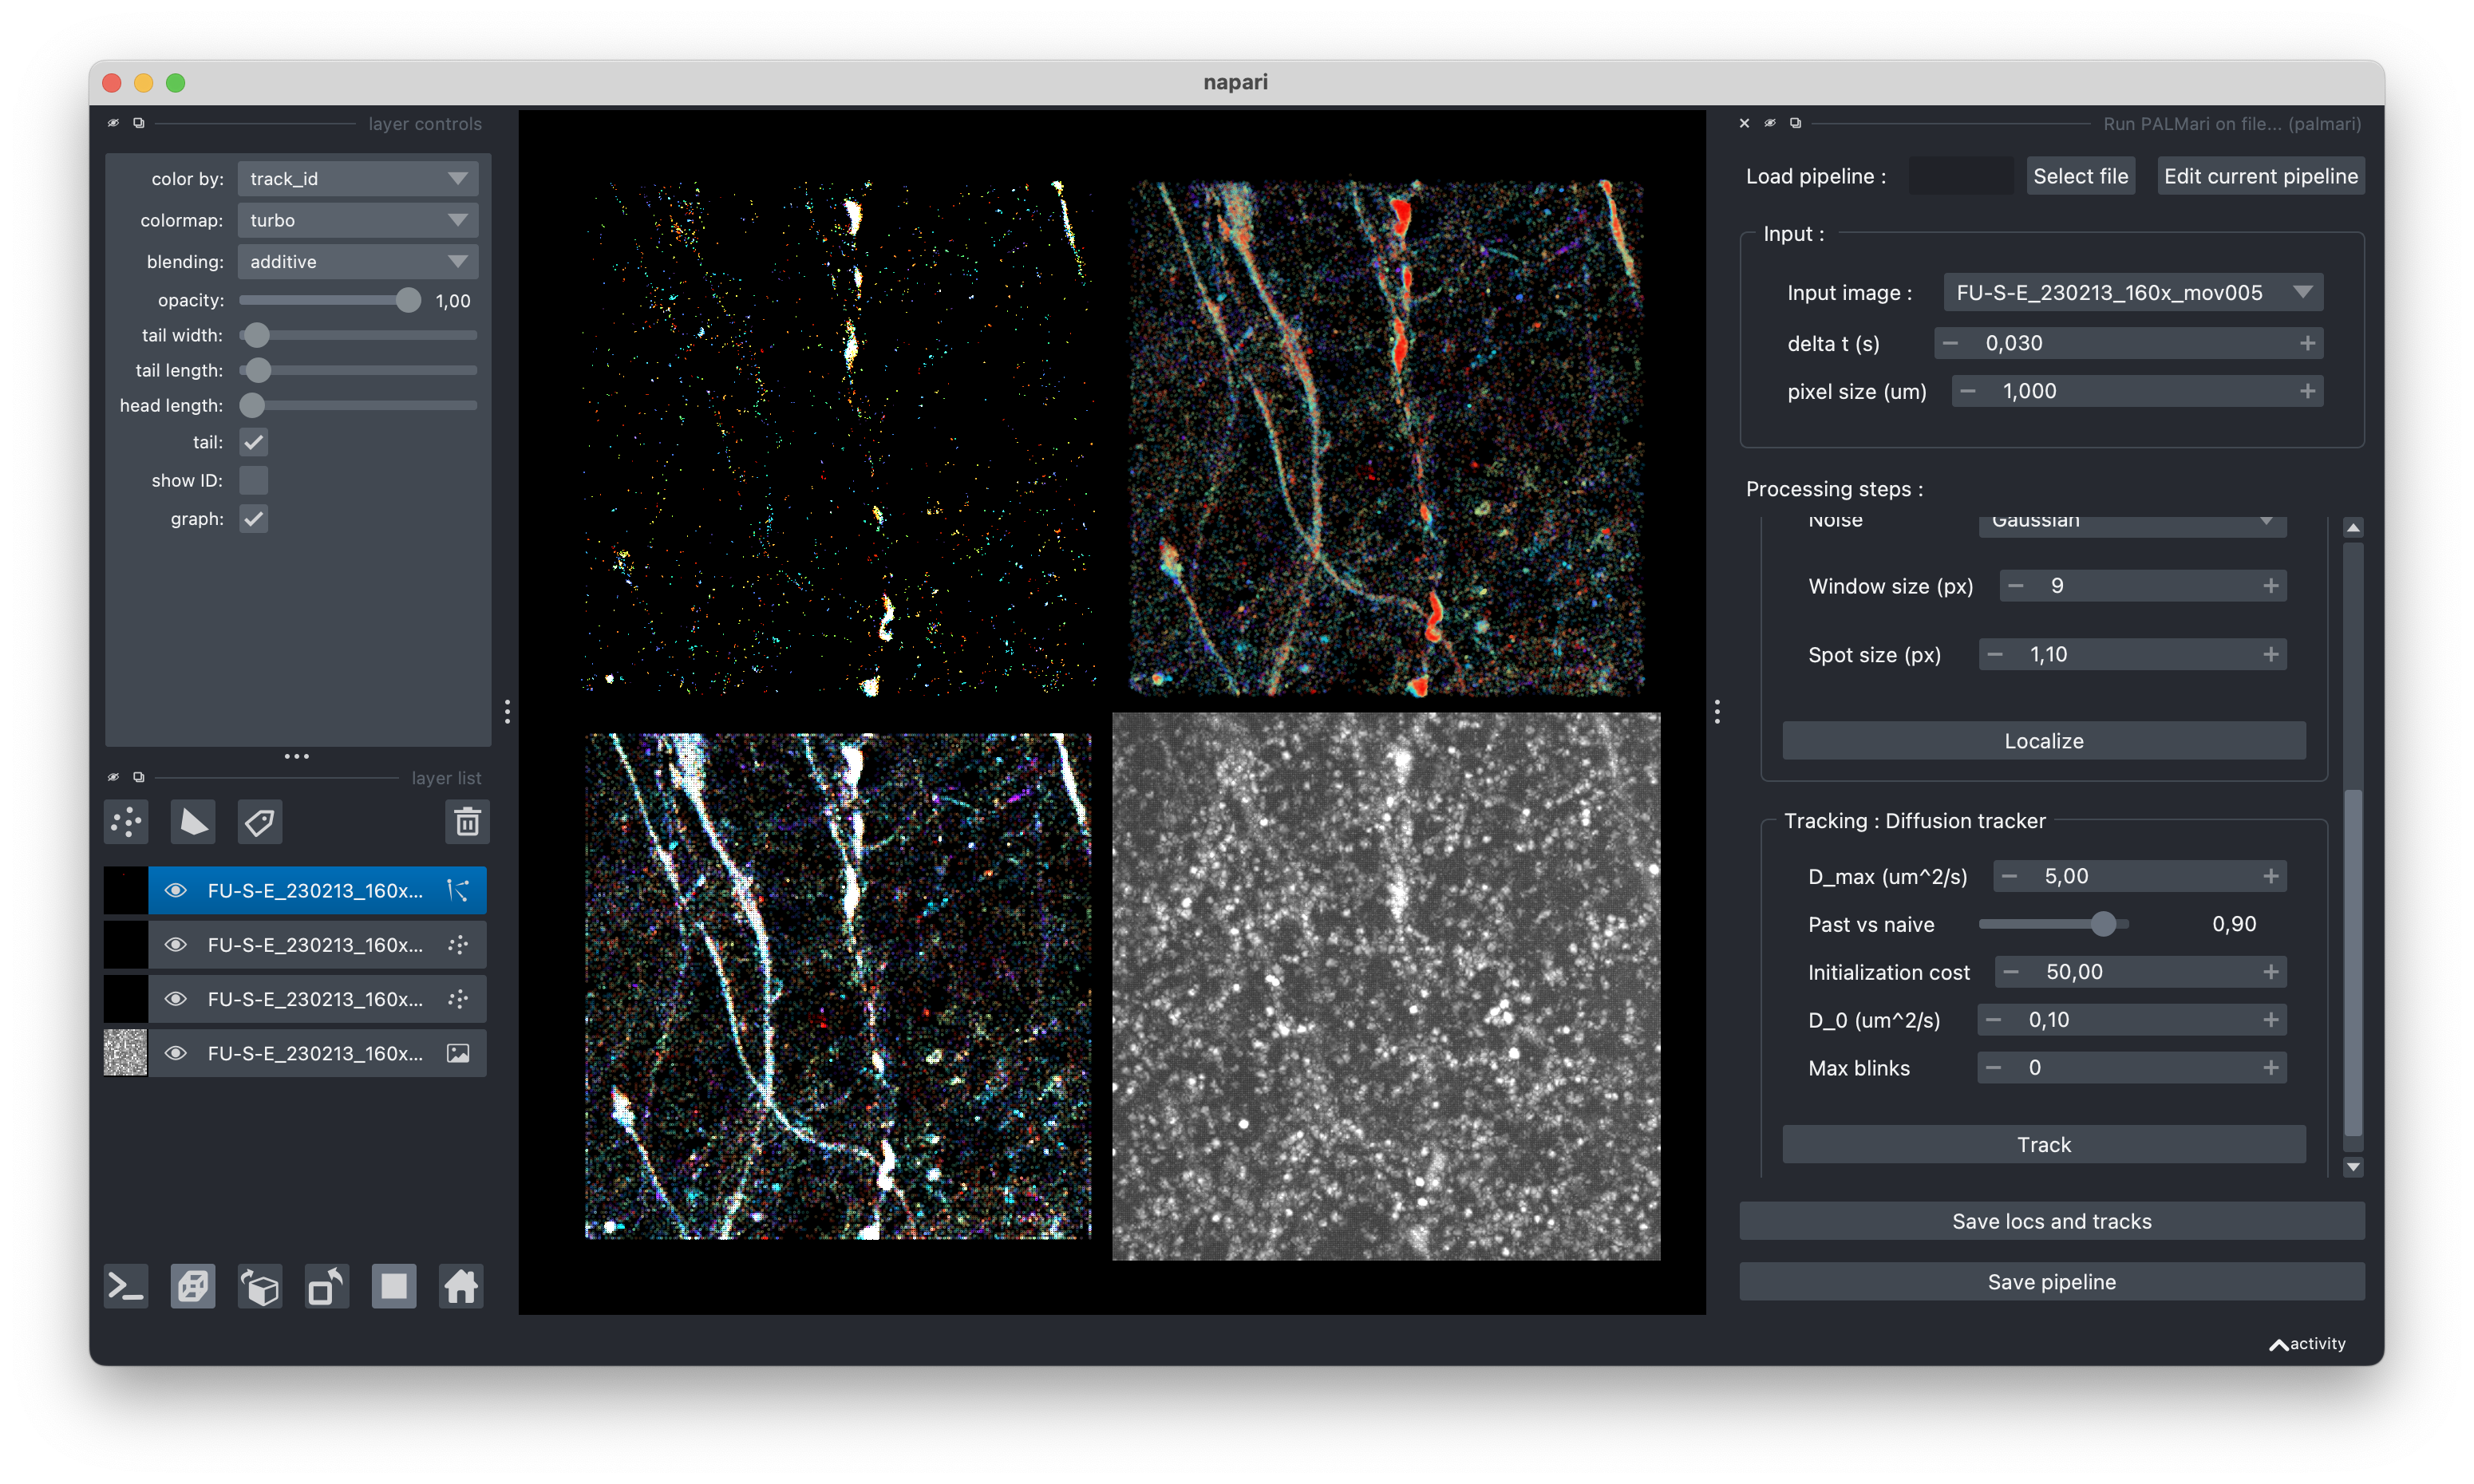 napari
layer controls
color by: track_id
colormap: turbo
blending: additive
opacity: 1,00
tail width:
tail length:
head length:
tail:
show ID:
graph:
layer list
FU-S-E_230213_160x...
FU-S-E_230213_160x...
FU-S-E_230213_160x...
FU-S-E_230213_160x...
Run PALMari on file... (palmari)
Load pipeline : Select file Edit current pipeline
Input :
Input image : FU-S-E_230213_160x_mov005
delta t (s) 0,030
pixel size (um) 1,000
Processing steps :
Noise Gaussian
Window size (px) 9
Spot size (px) 1,10
Localize
Tracking : Diffusion tracker
D_max (um^2/s) 5,00
Past vs naive 0,90
Initialization cost 50,00
D_0 (um^2/s) 0,10
Max blinks 0
Track
Save locs and tracks
Save pipeline
activity